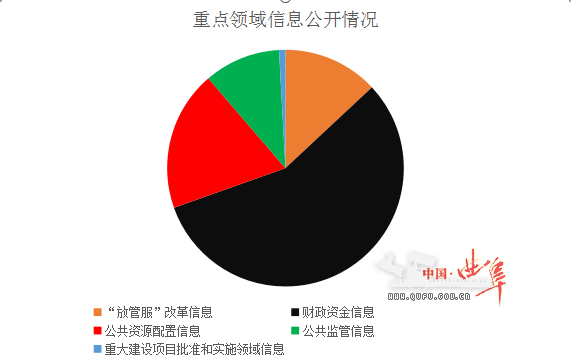 重点领域信息公开情况
中国·曲阜
www.QUFU.GOV.CN
“放管服”改革信息
财政资金信息
公共资源配置信息
公共监管信息
重大建设项目批准和实施领域信息